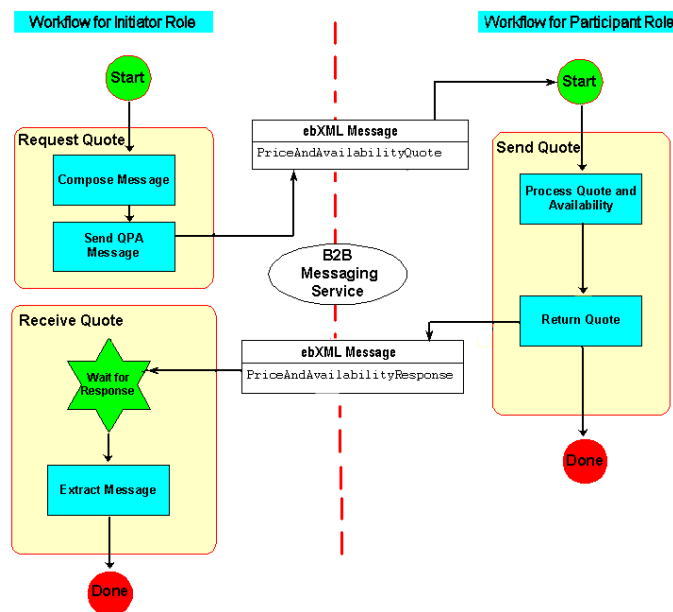 Workflow for Initiator Role
Workflow for Participant Role
Start
Start
Request Quote
Compose Message
Send QPA
Message
ebXML Message
PriceAndAvailabilityQuote
Send Quote
Process Quote and
Availability
B2B
Messaging
Service
Return Quote
Receive Quote
Wait for
Response
ebXML Message
PriceAndAvailabilityResponse
Extract Message
Done
Done